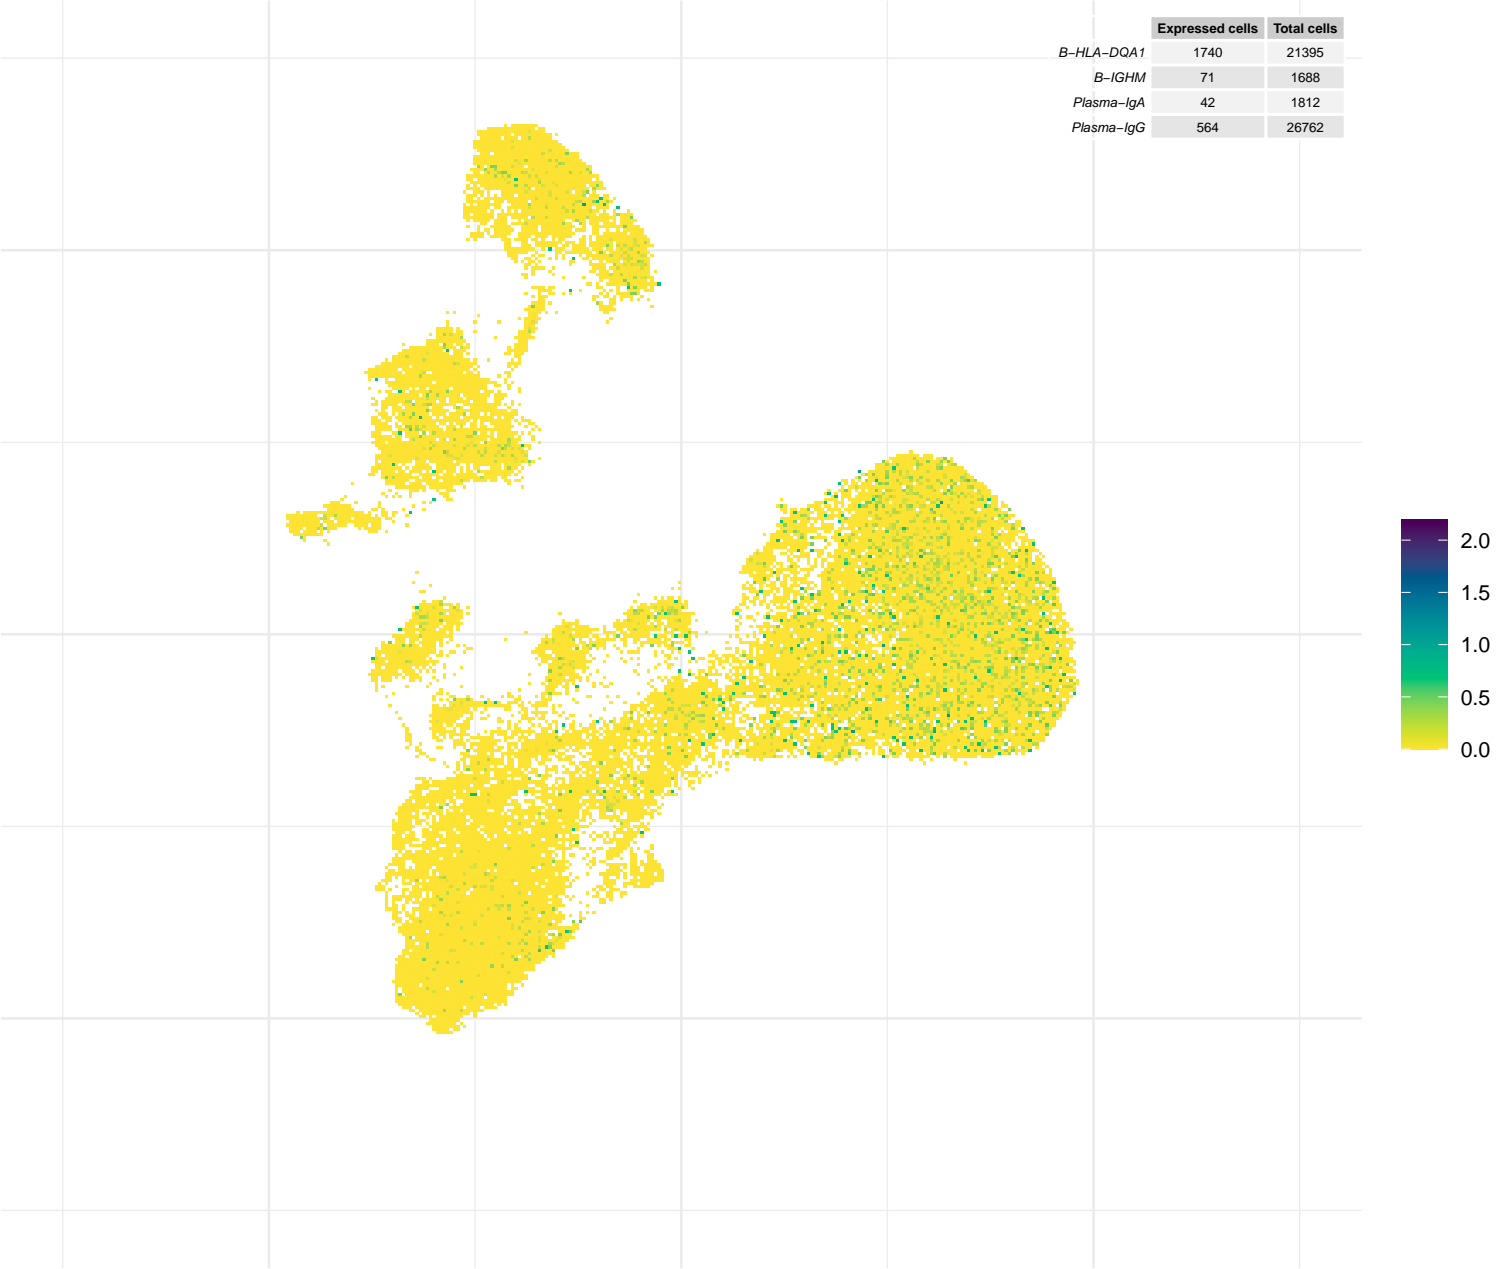 Expressed cells Total cells
B−HLA−DQA1 1740 21395
B−IGHM 71 1688
Plasma−IgA 42 1812
Plasma−IgG 564 26762
2.0
1.5
1.0
0.5
0.0